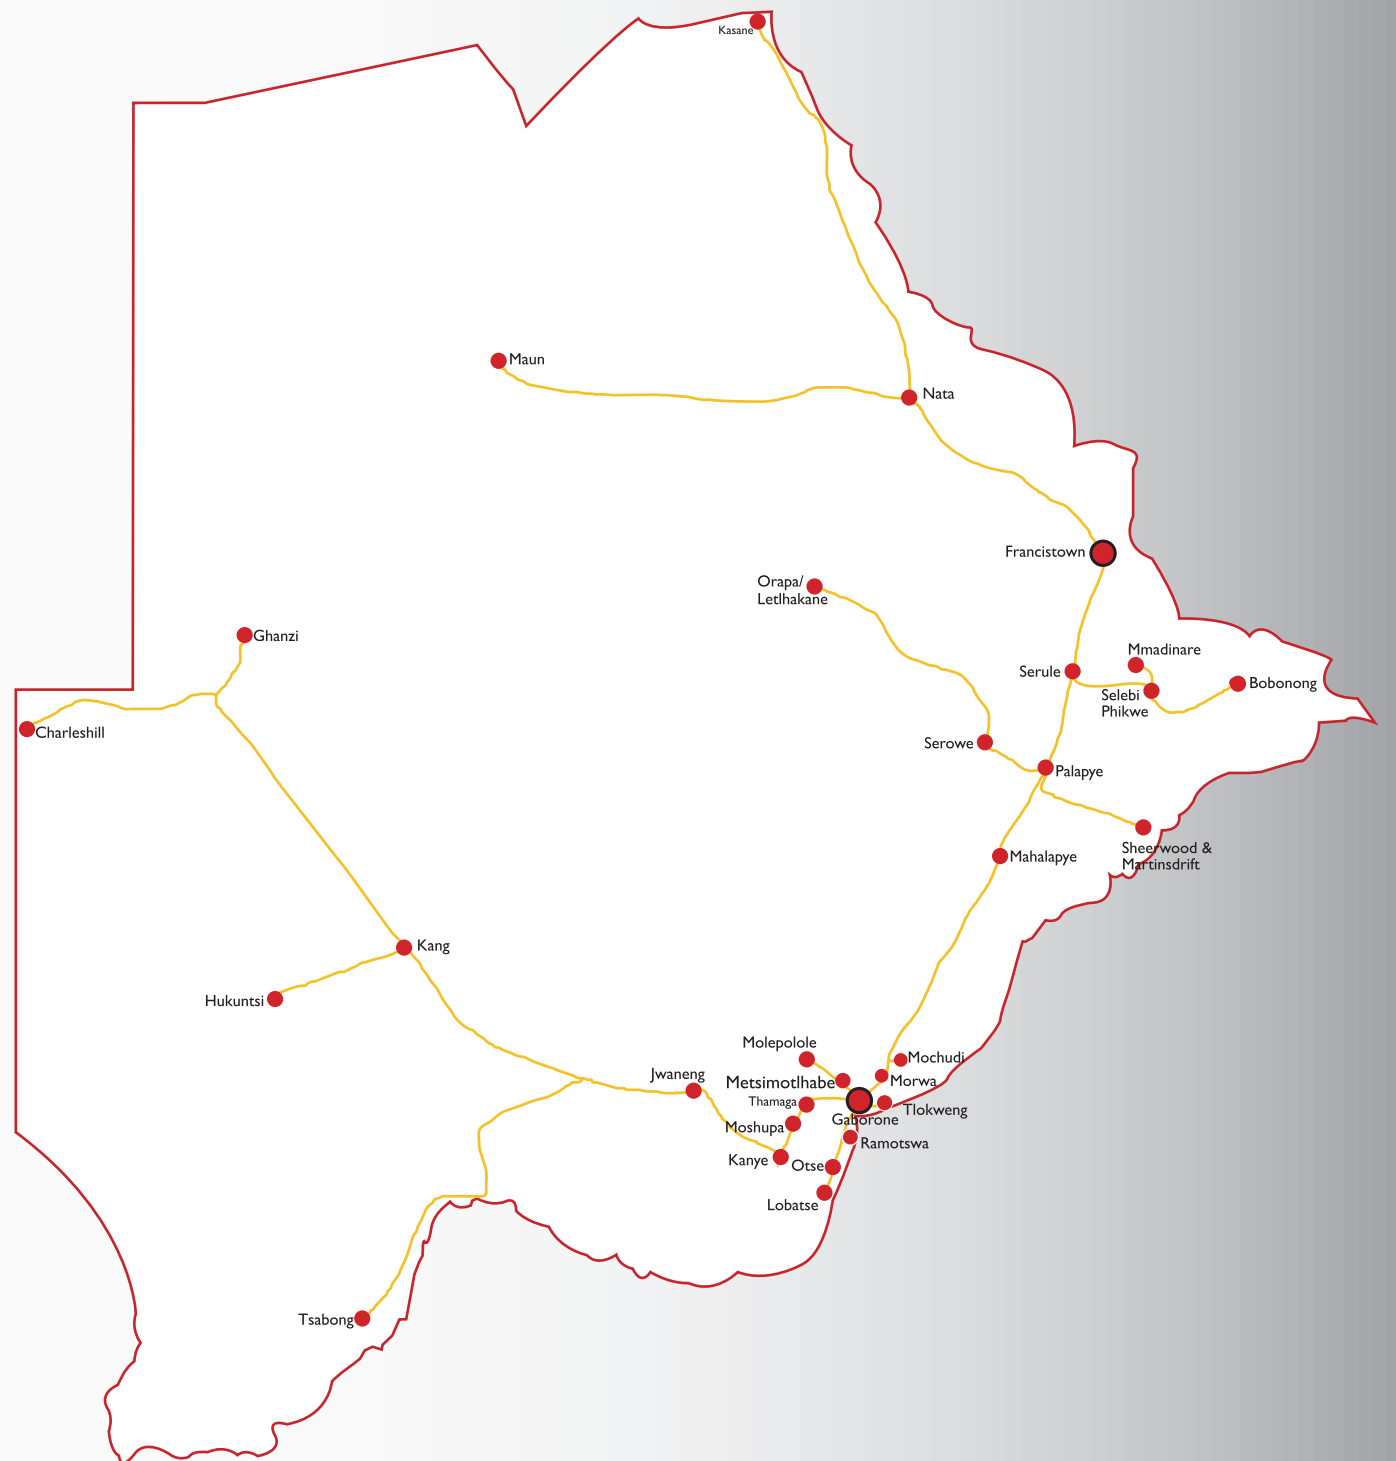 Kasane
Maun
Nata
Francistown
Orapa/
Letlhakane
Ghanzi
Mmadinare
Serule
Bobonong
Selebi
Phikwe
Charleshill
Serowe
Palapye
Sheerwood &
Martinsdrift
Mahalapye
Kang
Hukuntsi
Molepolole
Mochudi
Jwaneng
Metsimotlhabe
Morwa
Thamaga
Tlokweng
Gaborone
Moshupa
Ramotswa
Kanye
Otse
Lobatse
Tsabong